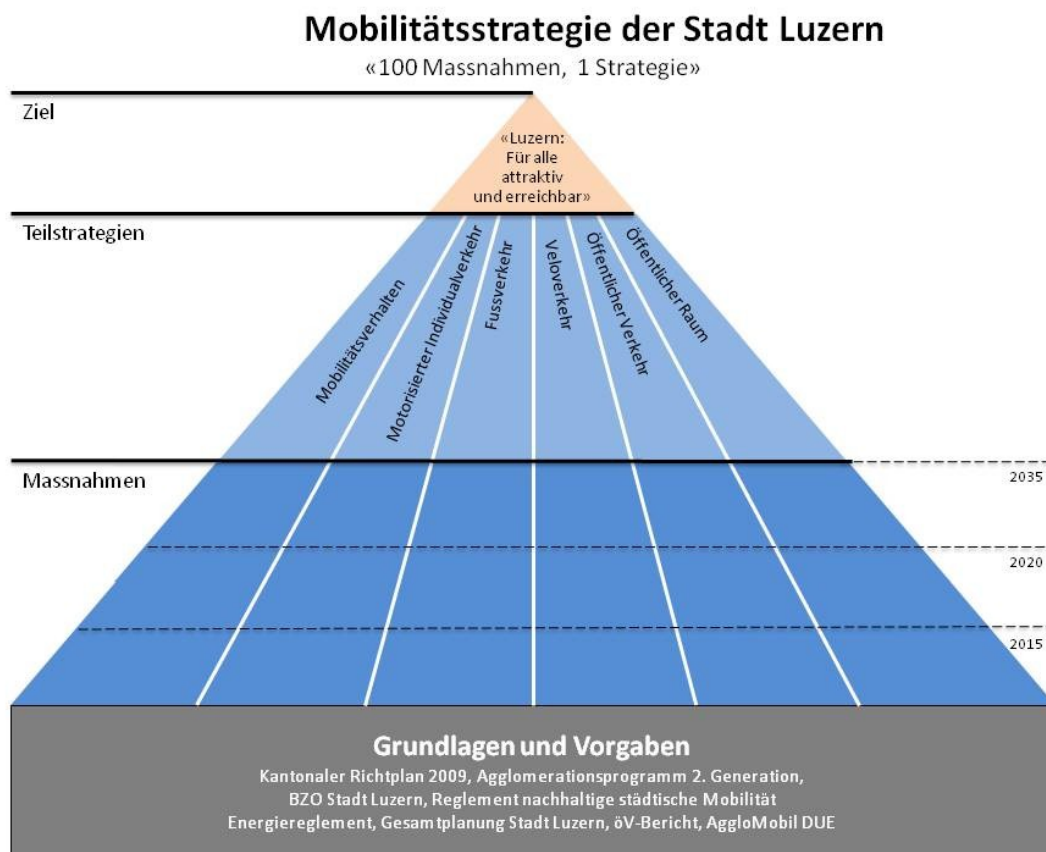 Mobilitätsstrategie der Stadt Luzern
«100 Massnahmen, 1 Strategie»
Ziel
«Luzern:
Für alle
attraktiv
und erreichbar»
Teilstrategien
Mobilitätsverhalten
Motorisierter Individualverkehr
Fussverkehr
Veloverkehr
Öffentlicher Verkehr
Öffentlicher Raum
Massnahmen
2035
2020
2015
Grundlagen und Vorgaben
Kantonaler Richtplan 2009, Agglomerationsprogramm 2. Generation,
BZO Stadt Luzern, Reglement nachhaltige städtische Mobilität
Energiereglement, Gesamtplanung Stadt Luzern, öV-Bericht, AggloMobil DUE